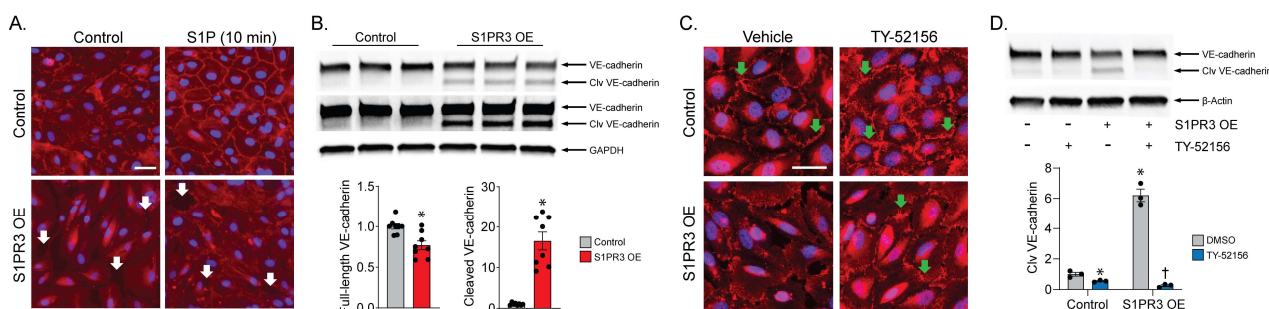 A.
Control
S1P (10 min)
Control
S1PR3 OE
B.
Control
S1PR3 OE
VE-cadherin
Clv VE-cadherin
VE-cadherin
Clv VE-cadherin
GAPDH
Full-length VE-cadherin
1.5
1.0
0.5
0.0
*
Cleaved VE-cadherin
30
20
10
0
*
Control
S1PR3 OE
C.
Vehicle
TY-52156
Control
S1PR3 OE
D.
VE-cadherin
Clv VE-cadherin
β-Actin
- - + + S1PR3 OE
- + - + TY-52156
Clv VE-cadherin
8
6
4
2
0
*
*
†
DMSO
TY-52156
Control
S1PR3 OE